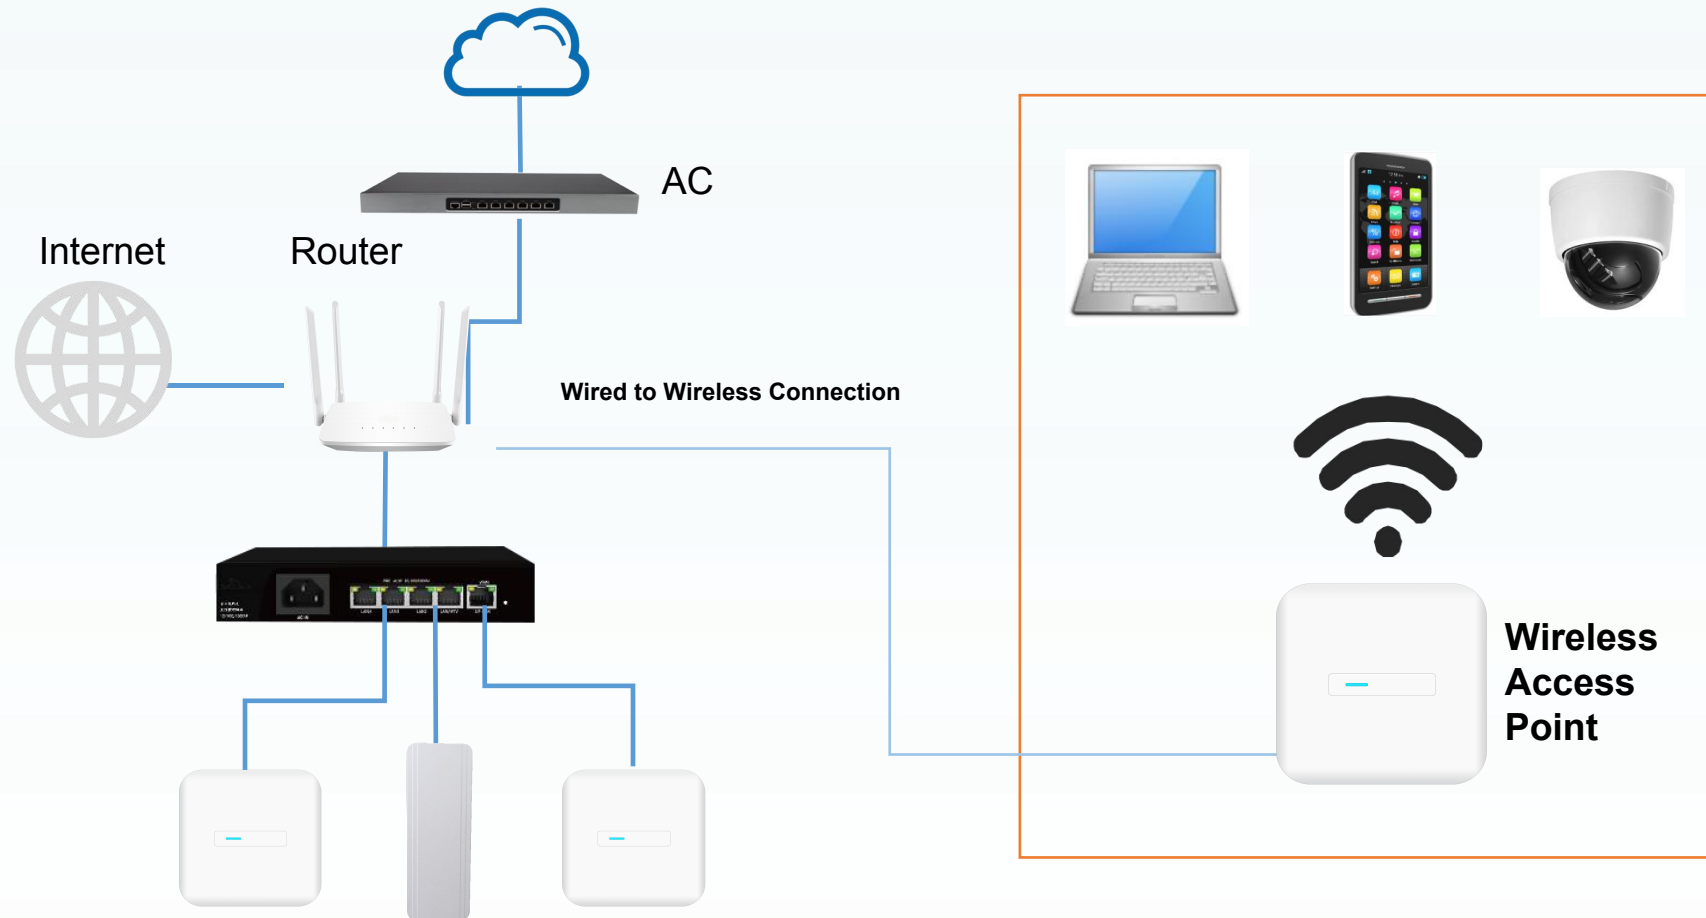 AC
Internet
Router
Wired to Wireless Connection
Wireless
Access
Point